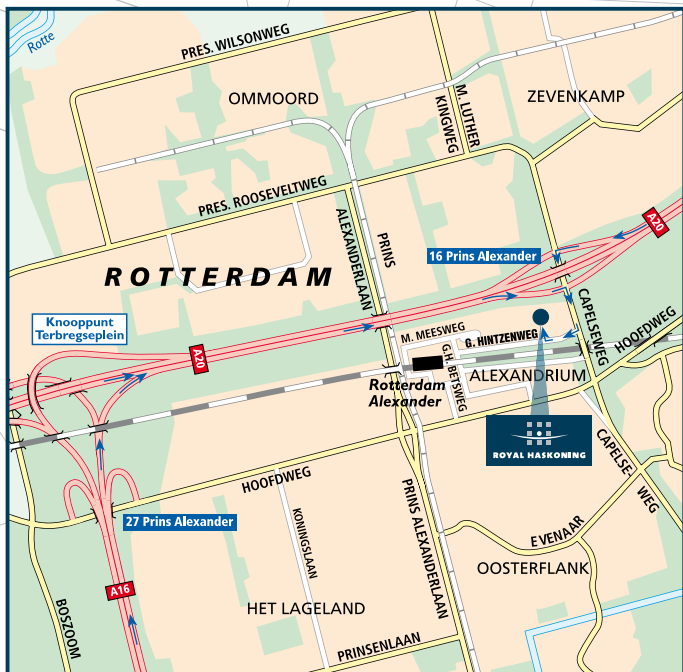 Rotte
PRES. WILSONWEG
OMMOORD
M. LUTHER
KINGWEG
ZEVENKAMP
PRES. ROOSEVELTWEG
ALEXANDERLAAN
PRINS
A20
16 Prins Alexander
ROTTERDAM
CAPELSEWEG
Knooppunt
Terbregseplein
A20
M. MEESWEG
G. HINTZENWEG
HOOFDWEG
G.H. BETSWEG
Rotterdam
Alexander
ALEXANDRIUM
ROYAL HASKONING
CAPELSE
WEG
HOOFDWEG
PRINS ALEXANDERLAAN
KONINGSLAAN
27 Prins Alexander
EVENAAR
OOSTERFLANK
A16
HET LAGELAND
BOSZOOM
PRINSENLAAN